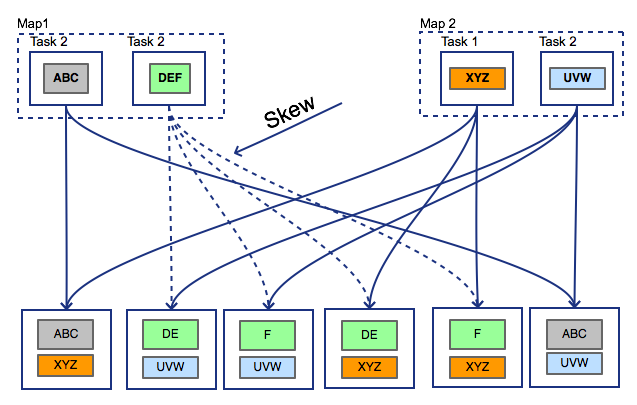 Map1
Map 2
Task 2
Task 2
Task 1
Task 2
ABC
DEF
XYZ
UVW
Skew
ABC
XYZ
DE
UVW
F
UVW
DE
XYZ
F
XYZ
ABC
UVW